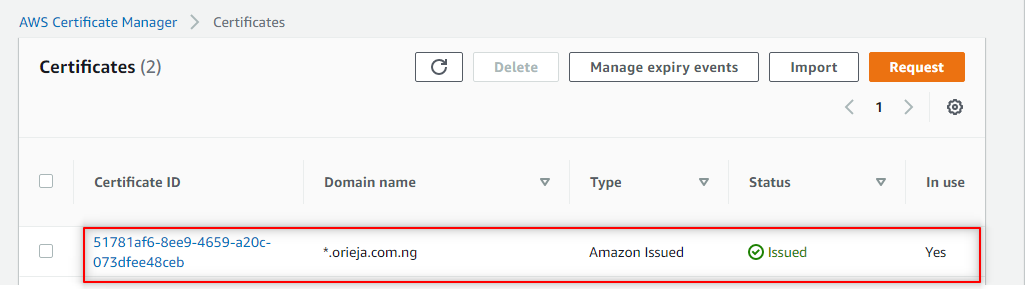 AWS Certificate Manager > Certificates
Certificates (2)
Delete
Manage expiry events
Import
Request
1
Certificate ID
Domain name
Type
Status
In use
51781af6-8ee9-4659-a20c-
073dfee48ceb
*.orieja.com.ng
Amazon Issued
Issued
Yes